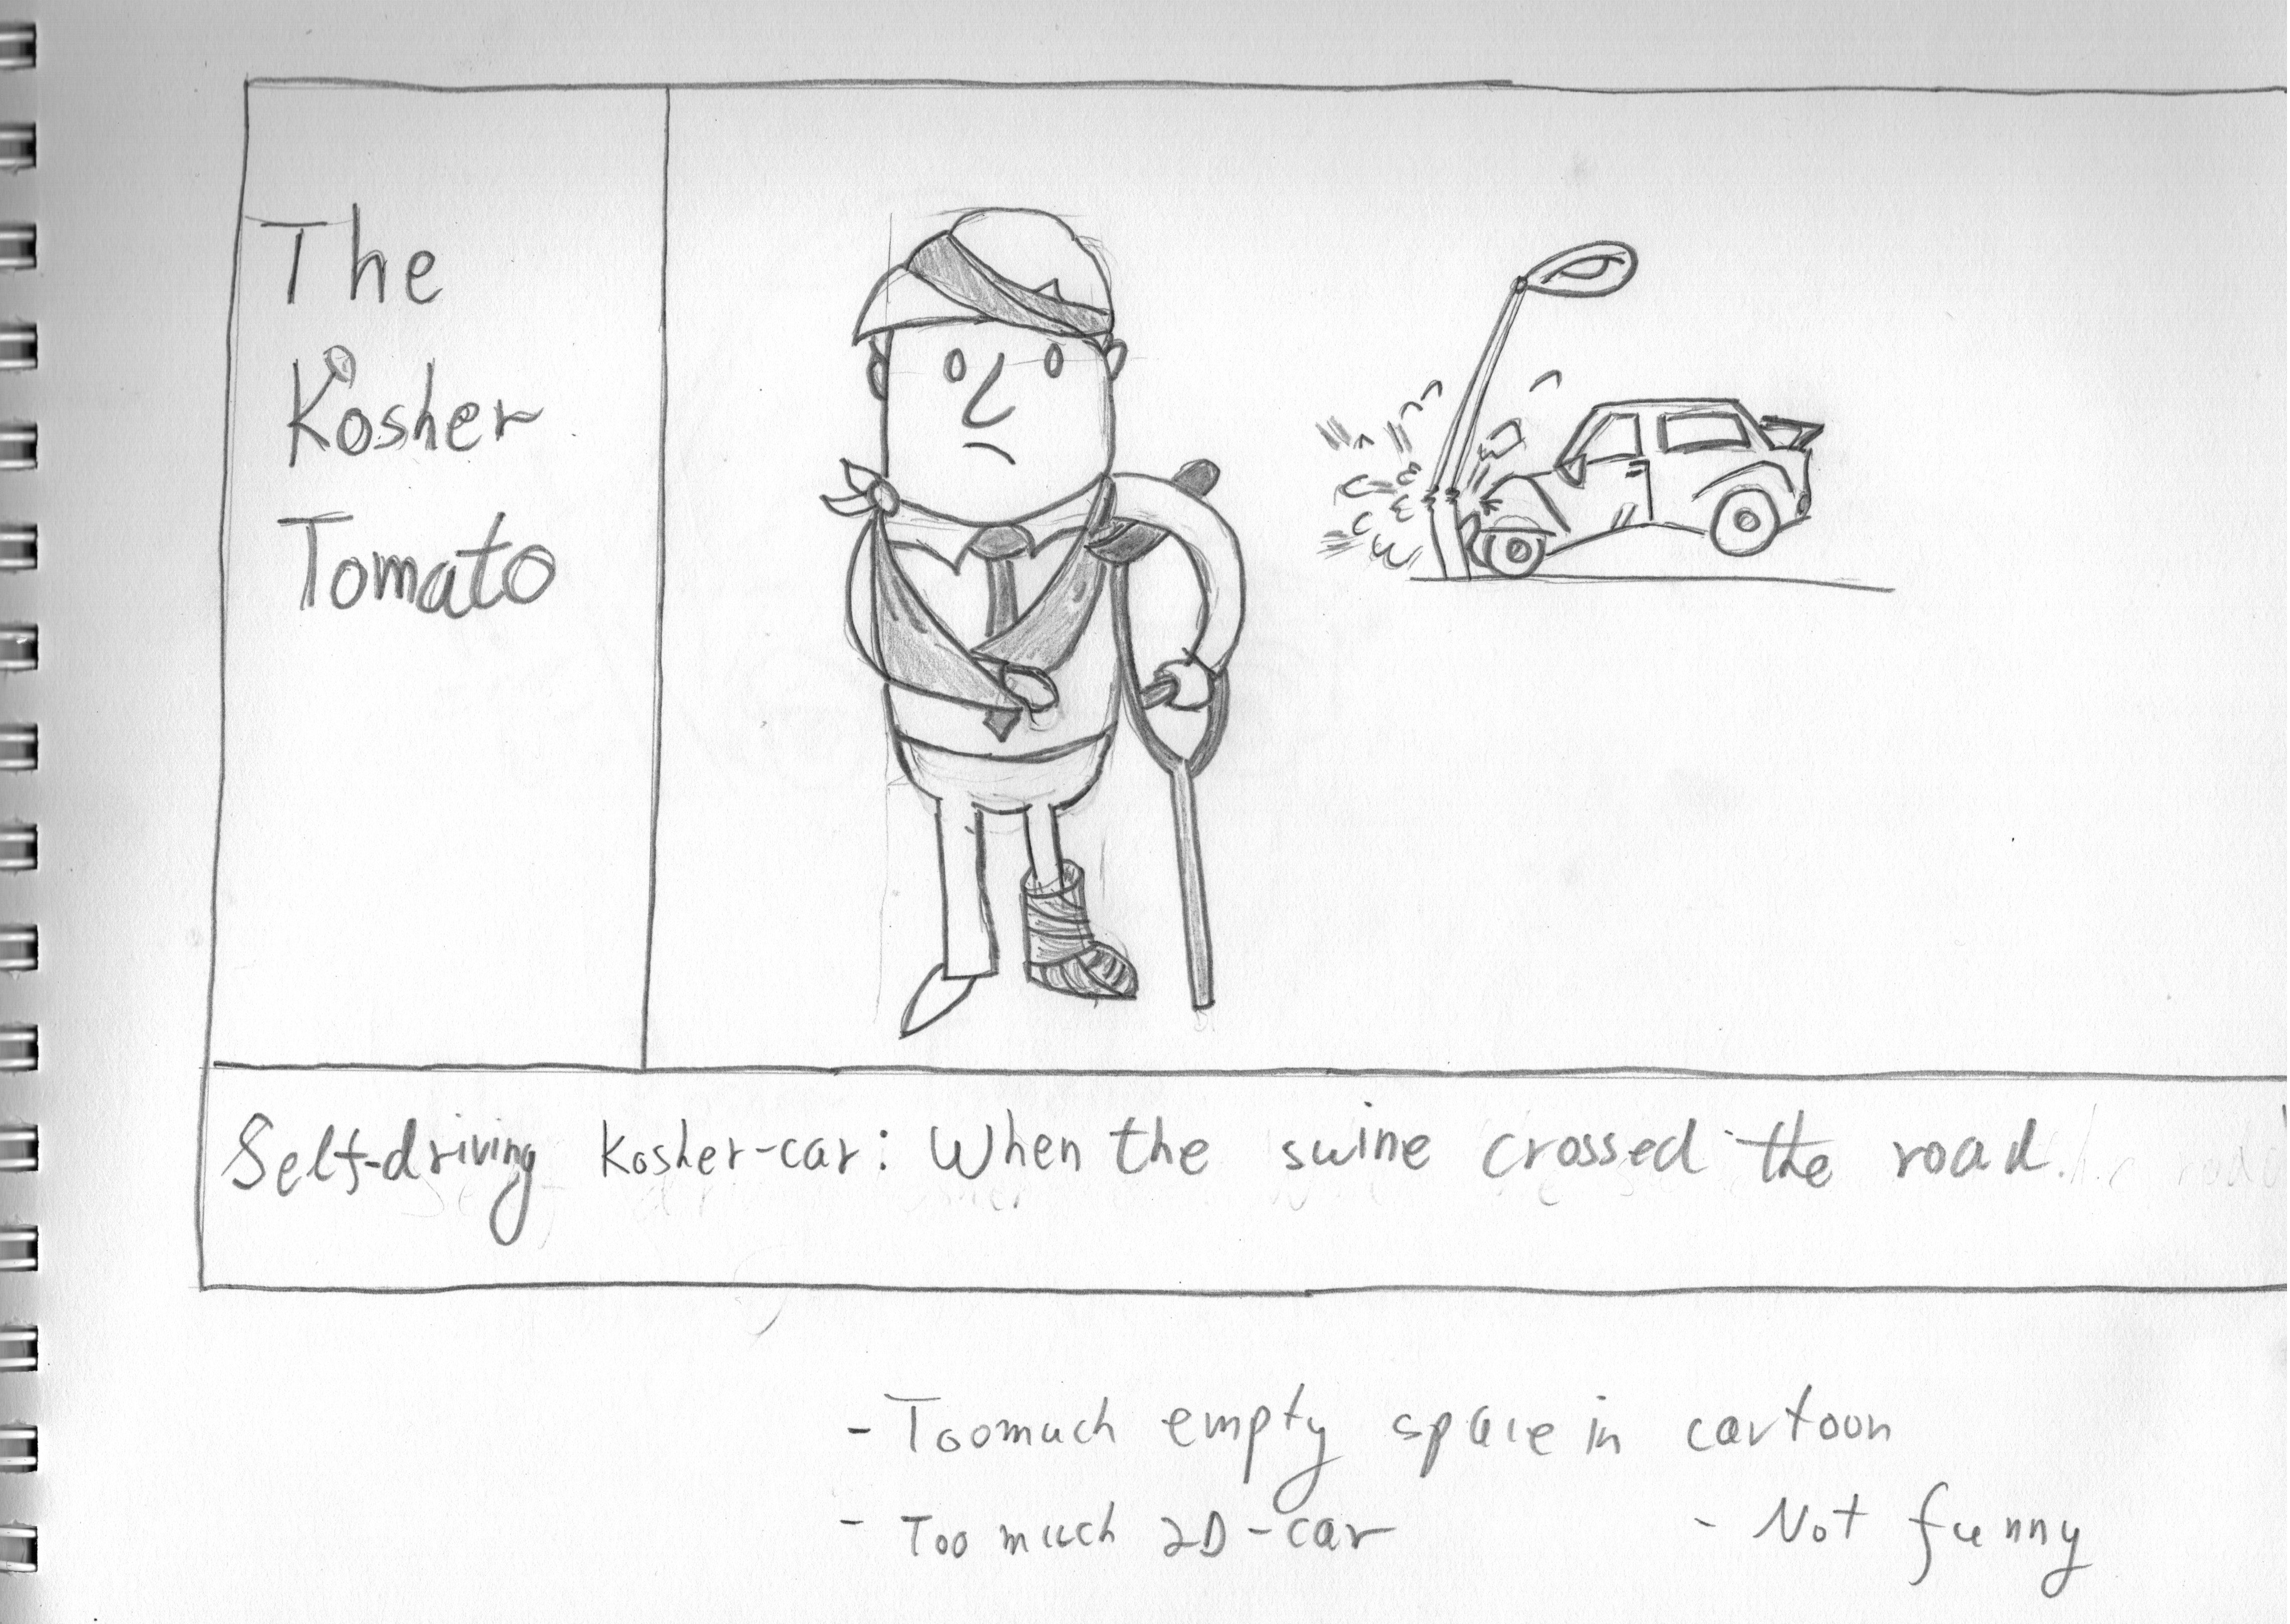 The
Kosher
Tomato
Self-driving Kosher-car: When the swine crossed the road.
- Toomuch empty space in cartoon
- Too much 2D-car - Not funny